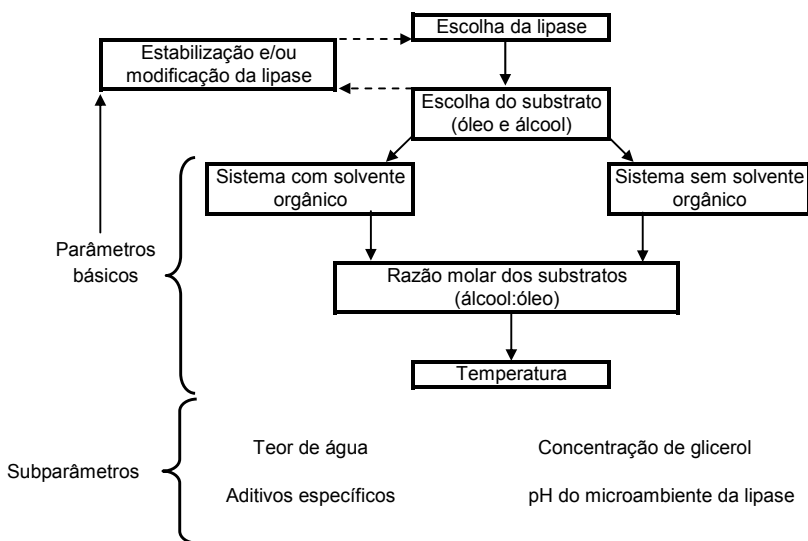 Escolha da lipase
Estabilização e/ou
modificação da lipase
Escolha do substrato
(óleo e álcool)
Sistema com solvente
orgânico
Sistema sem solvente
orgânico
Parâmetros
básicos
Razão molar dos substratos
(álcool:óleo)
Temperatura
Subparâmetros
Teor de água
Concentração de glicerol
Aditivos específicos
pH do microambiente da lipase